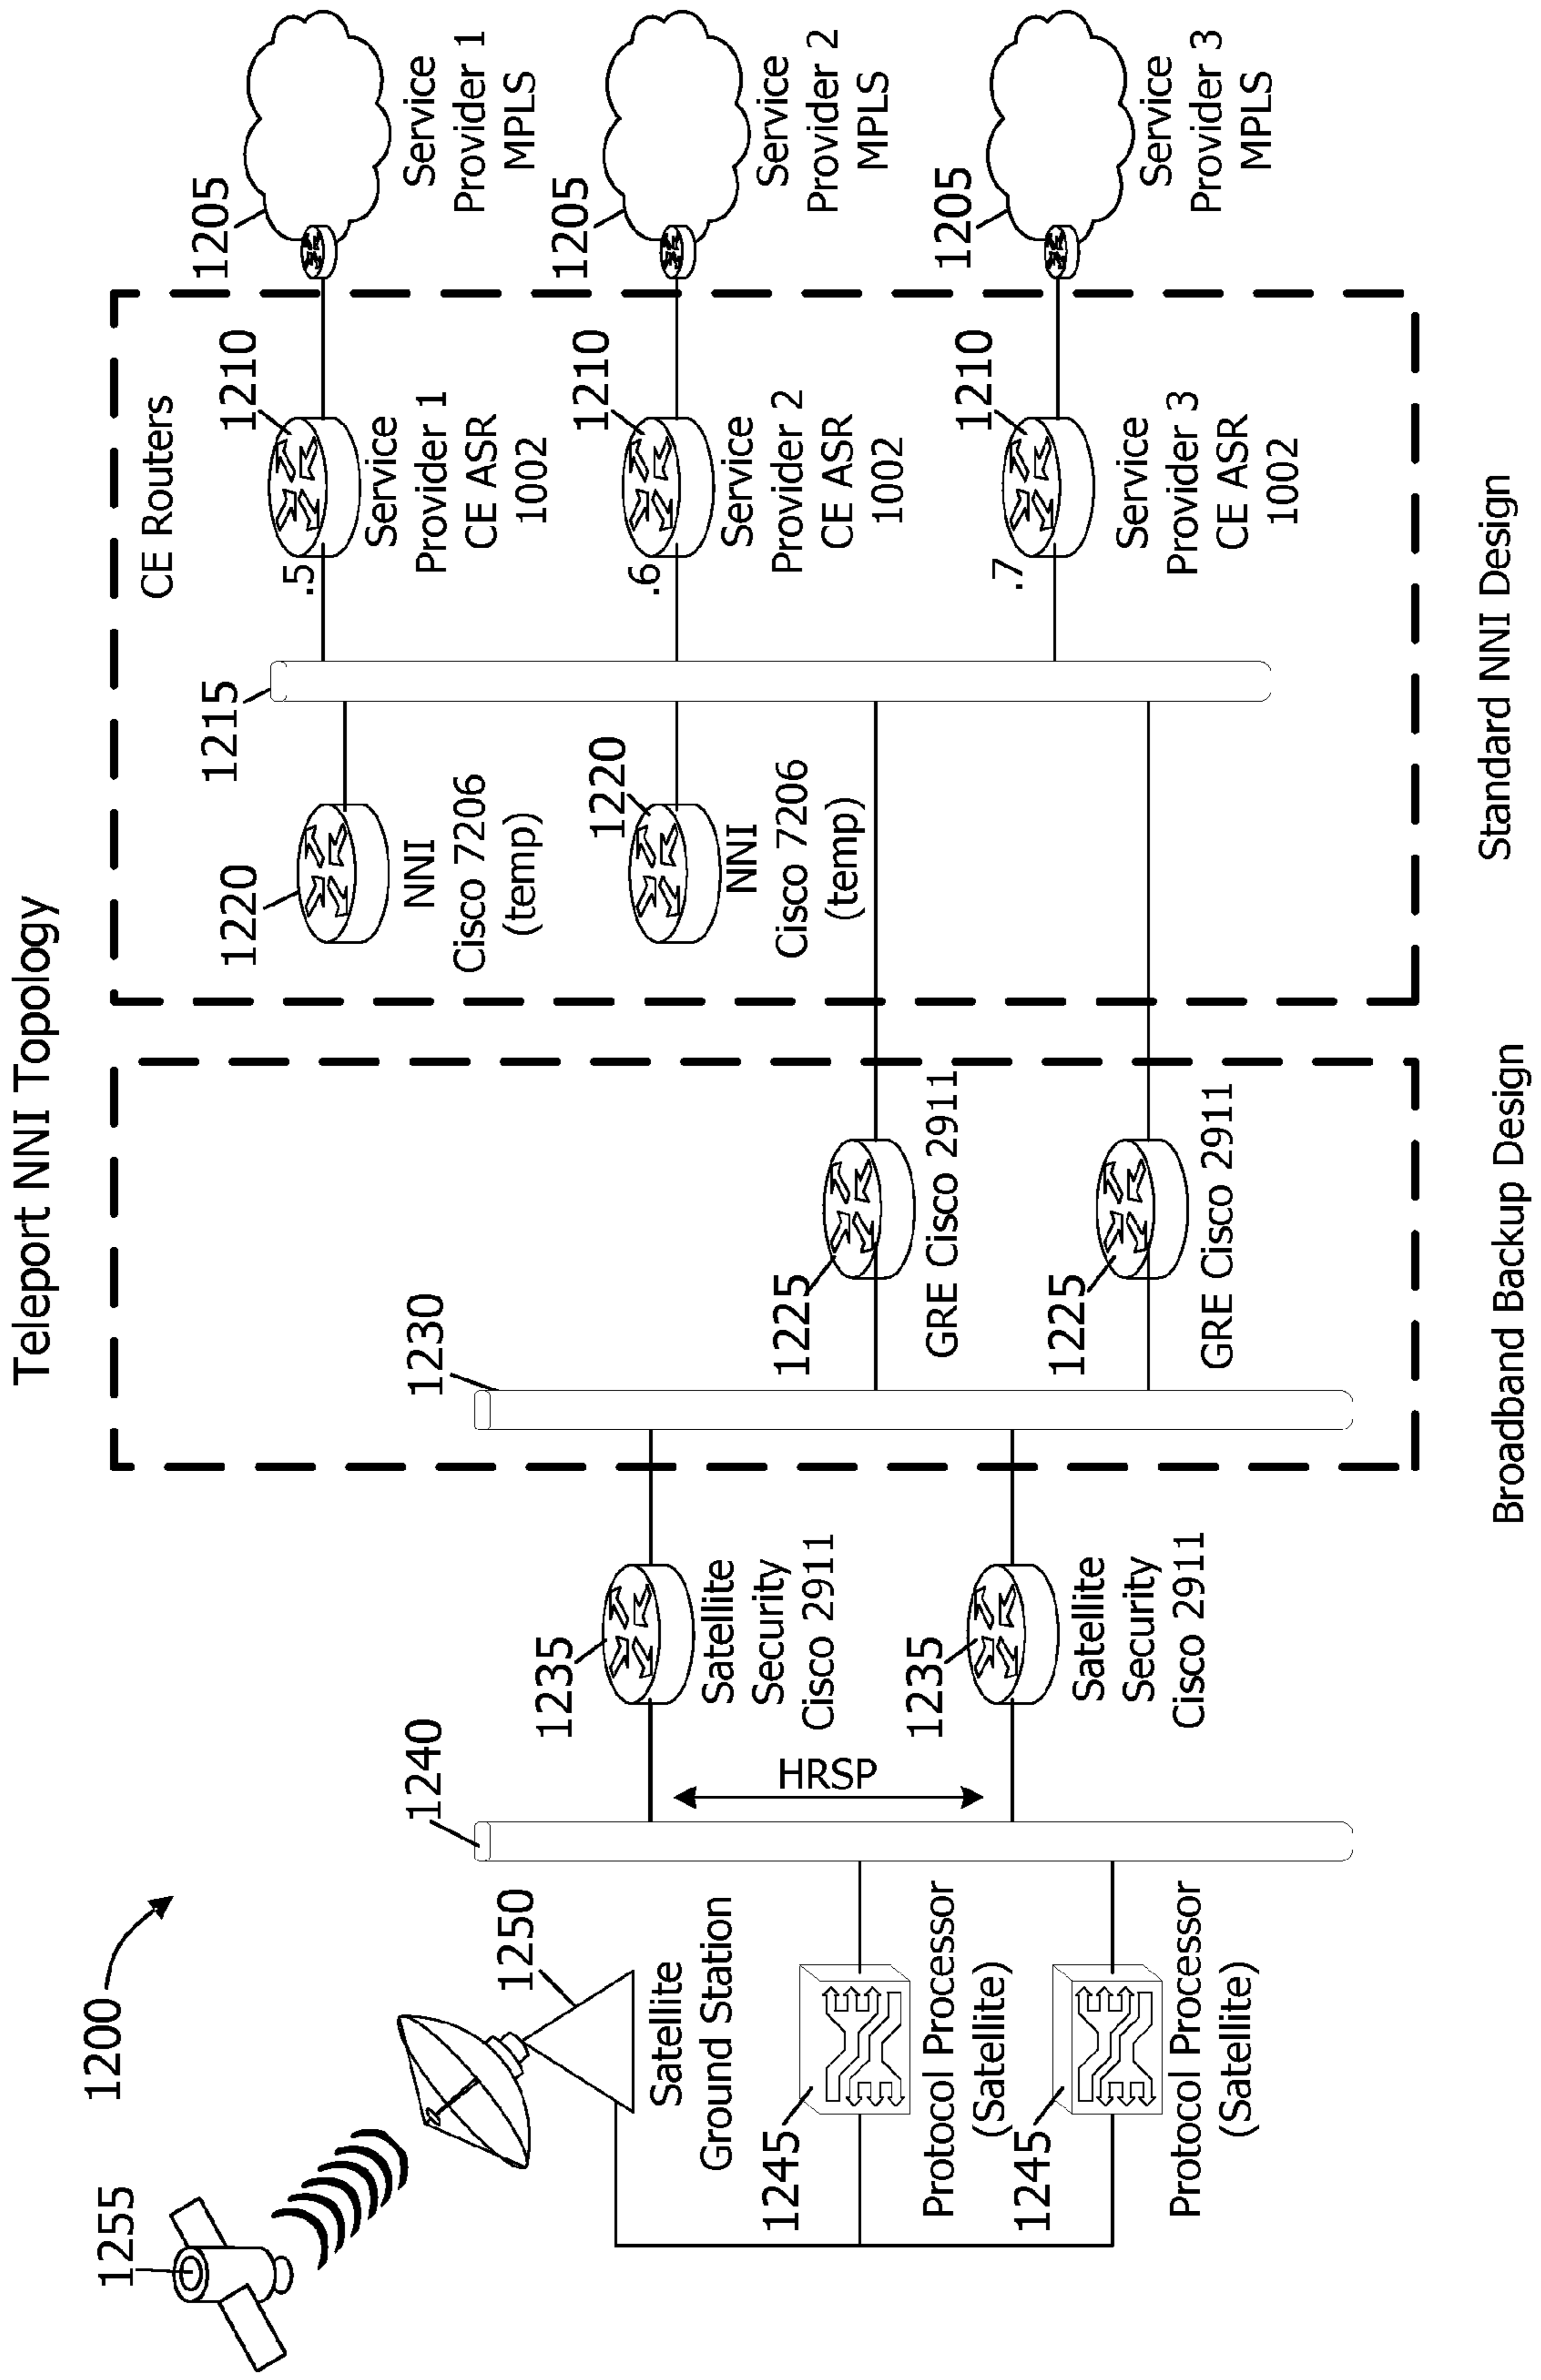 Teleport NNI Topology
1200
1255
1250
Satellite
Ground Station
1245
Protocol Processor
(Satellite)
1245
Protocol Processor
(Satellite)
1240
HRSP
1235
Satellite
Security
Cisco 2911
1235
Satellite
Security
Cisco 2911
1230
1225
GRE Cisco 2911
1225
GRE Cisco 2911
Broadband Backup Design
1220
NNI
Cisco 7206
(temp)
1220
NNI
Cisco 7206
(temp)
1215
CE Routers
.5
1210
Service
Provider 1
CE ASR
1002
.6
1210
Service
Provider 2
CE ASR
1002
.7
1210
Service
Provider 3
CE ASR
1002
Standard NNI Design
1205
Service
Provider 1
MPLS
1205
Service
Provider 2
MPLS
1205
Service
Provider 3
MPLS